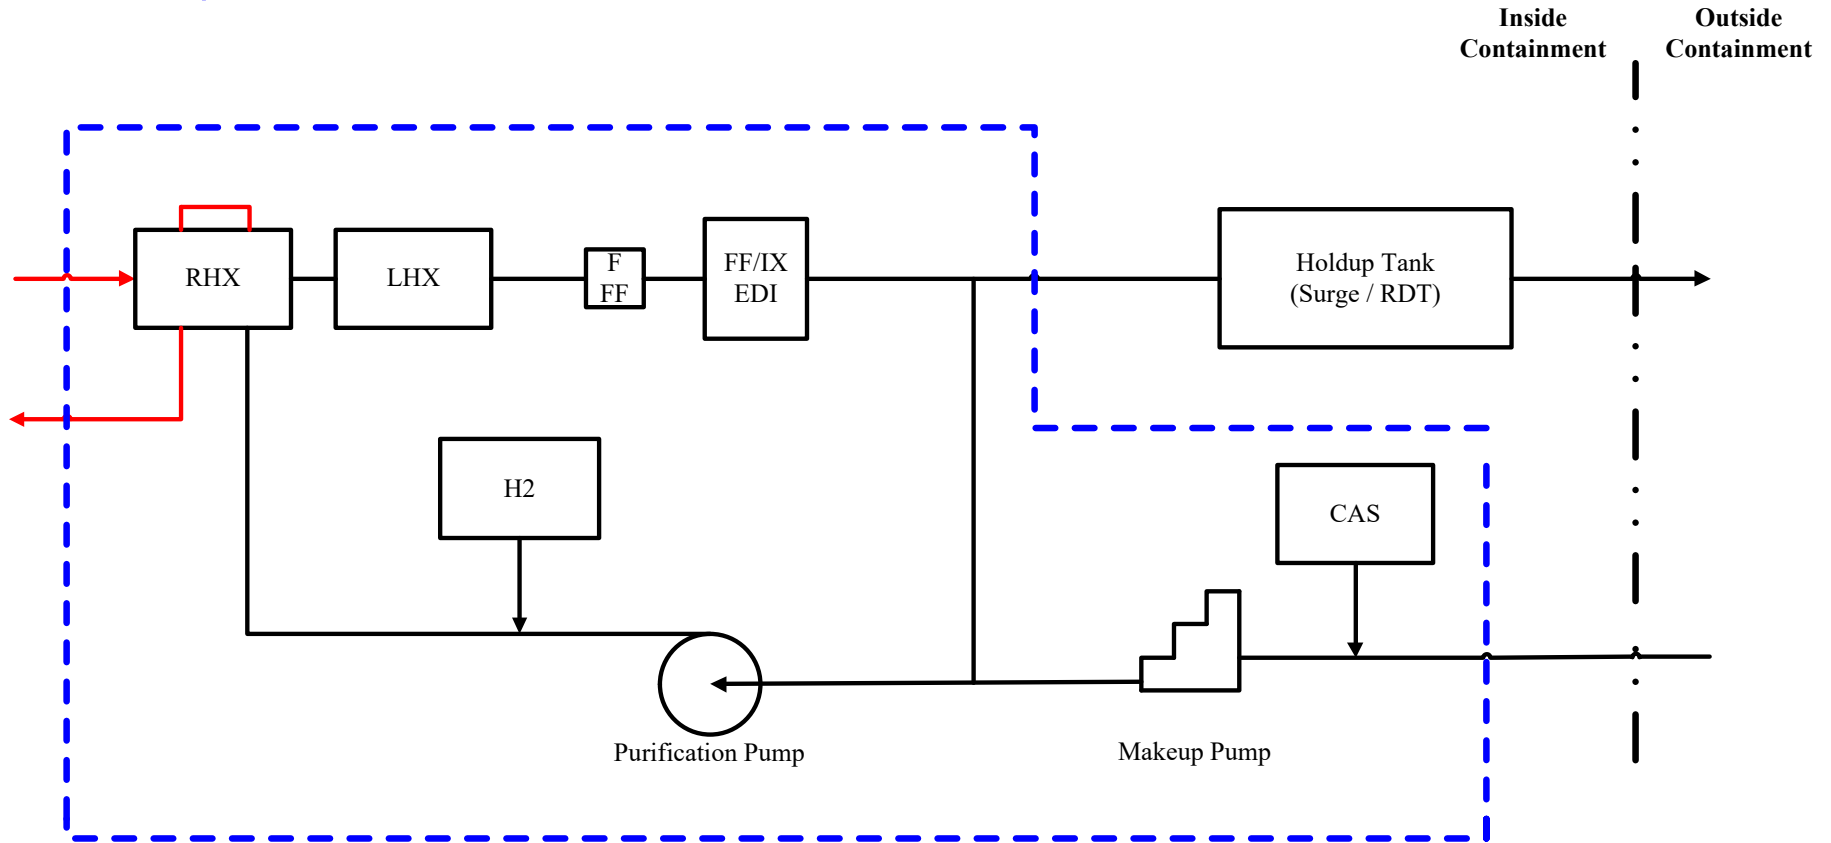 Inside
Containment
Outside
Containment
RHX
LHX
F
FF
FF/IX
EDI
Holdup Tank
(Surge / RDT)
H2
CAS
Purification Pump
Makeup Pump